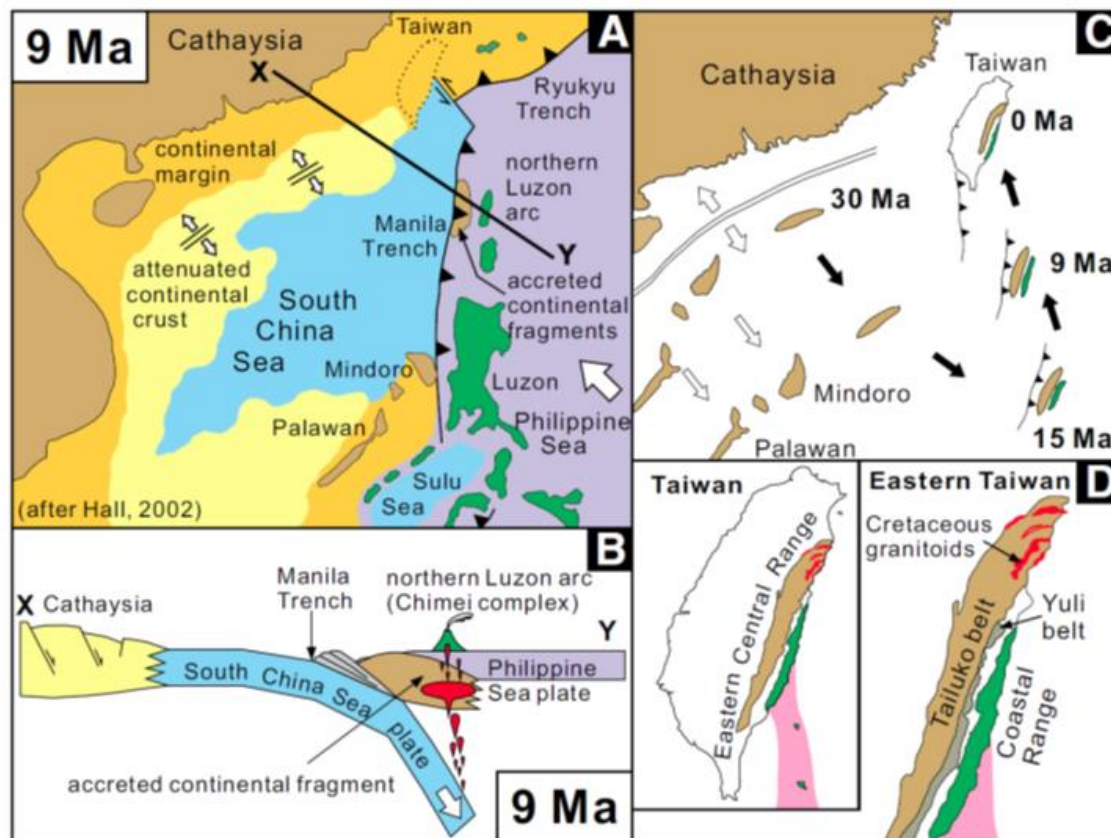 9 Ma
Cathaysia
X
Taiwan
A
Ryukyu
Trench
continental
margin
northern
Luzon
arc
Manila
Trench
Y
attenuated
continental
crust
accreted
continental
fragments
South
China
Sea
Mindoro
Luzon
Palawan
Philippine
Sea
Sulu
Sea
(after Hall, 2002)
B
X
Cathaysia
Manila
Trench
northern Luzon arc
(Chimei complex)
Y
South China Sea plate
Philippine
Sea plate
accreted continental fragment
9 Ma
C
Cathaysia
Taiwan
0 Ma
30 Ma
9 Ma
Mindoro
15 Ma
Palawan
Taiwan
Eastern Central Range
D
Eastern Taiwan
Cretaceous
granitoids
Yuli
belt
Tailuko belt
Coastal
Range